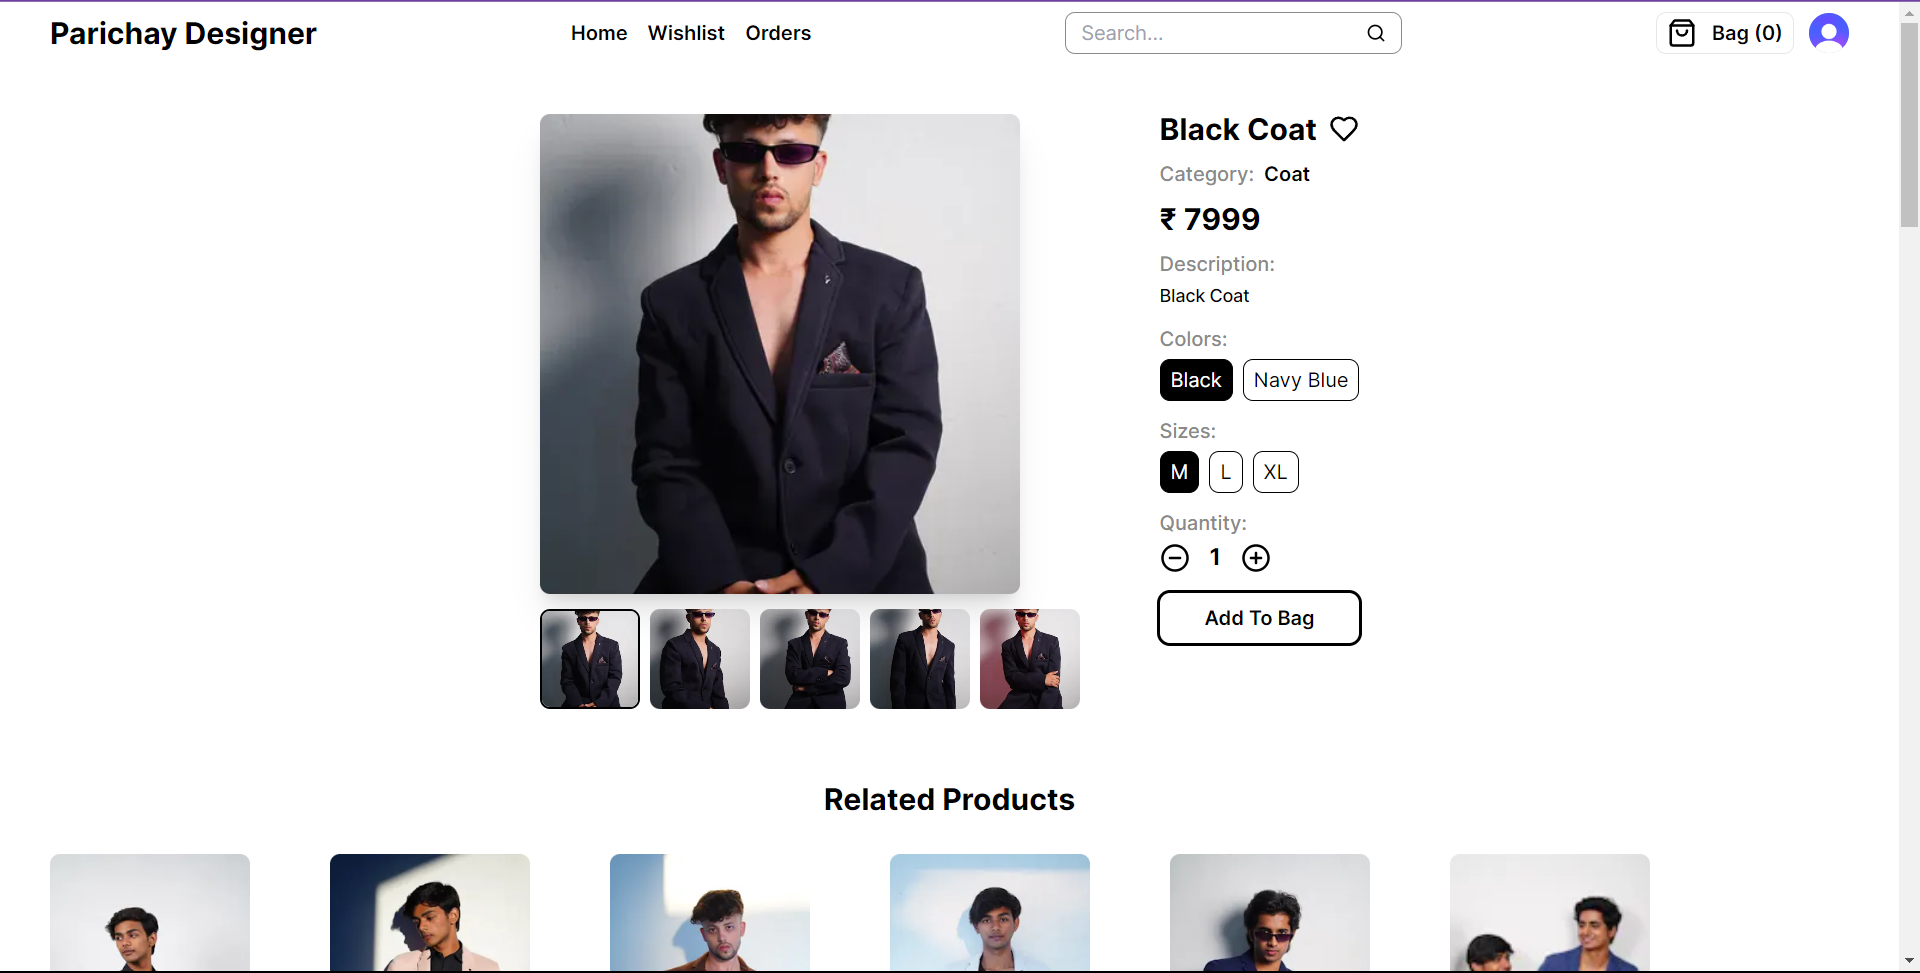 Parichay Designer
Home Wishlist Orders
Search...
Bag (0)
Black Coat
Category: Coat
₹ 7999
Description:
Black Coat
Colors:
Black Navy Blue
Sizes:
M L XL
Quantity:
1
Add To Bag
Related Products